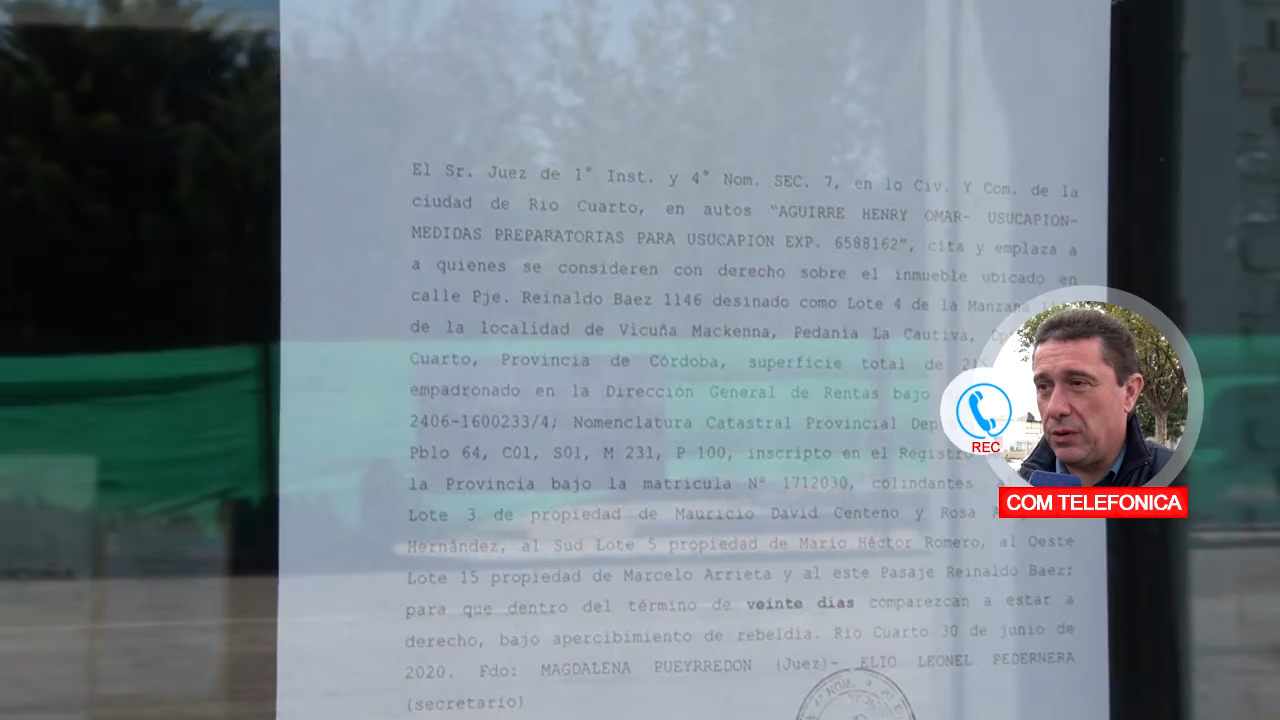 El Sr. Juez de 1° Inst. y 4° Nom. SEC. 7, en lo Civ. Y Com. de la
ciudad de Rio Cuarto, en autos "AGUIRRE HENRY OMAR- USUCAPION-
MEDIDAS PREPARATORIAS PARA USUCAPION EXP. 6588162", cita y emplaza a
a quienes se consideren con derecho sobre el inmueble ubicado en
calle Pje. Reinaldo Baez 1146 desinado como Lote 4 de la Manzana
de la localidad de Vicuña Mackenna, Pedania La Cautiva,
Cuarto, Provincia de Córdoba, superficie total de
empadronado en la Dirección General de Rentas bajo
2406-1600233/4; Nomenclatura Catastral Provincial
Pblo 64, C01, S01, M 231, P 100, inscripto en el Registro
la Provincia bajo la matricula N° 1712030, colindantes
Lote 3 de propiedad de Mauricio David Centeno y Rosa
Hernández, al Sud Lote 5 propiedad de Mario Héctor Romero, al Oeste
Lote 15 propiedad de Marcelo Arrieta y al este Pasaje Reinaldo Baez;
para que dentro del término de veinte días comparezcan a estar a
derecho, bajo apercibimiento de rebeldia. Rio Cuarto 30 de junio de
2020. Fdo: MAGDALENA PUEYRREDON (Juez)- ELIO LEONEL PEDERNERA
(secretario)
REC
COM TELEFONICA